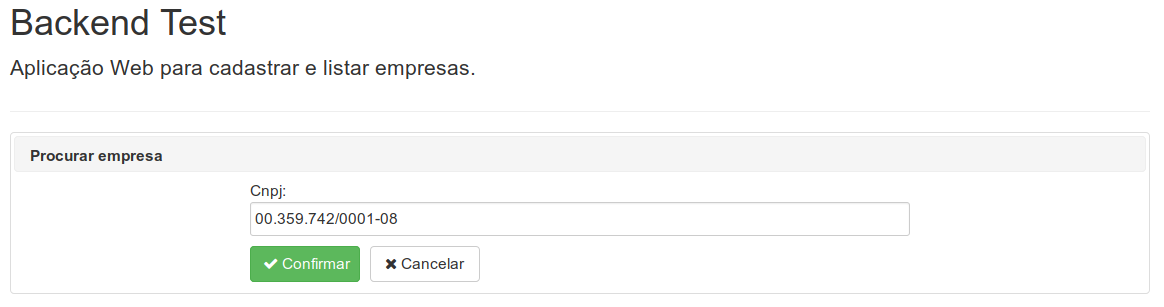 Backend Test
Aplicação Web para cadastrar e listar empresas.
Procurar empresa
Cnpj:
00.359.742/0001-08
Confirmar Cancelar